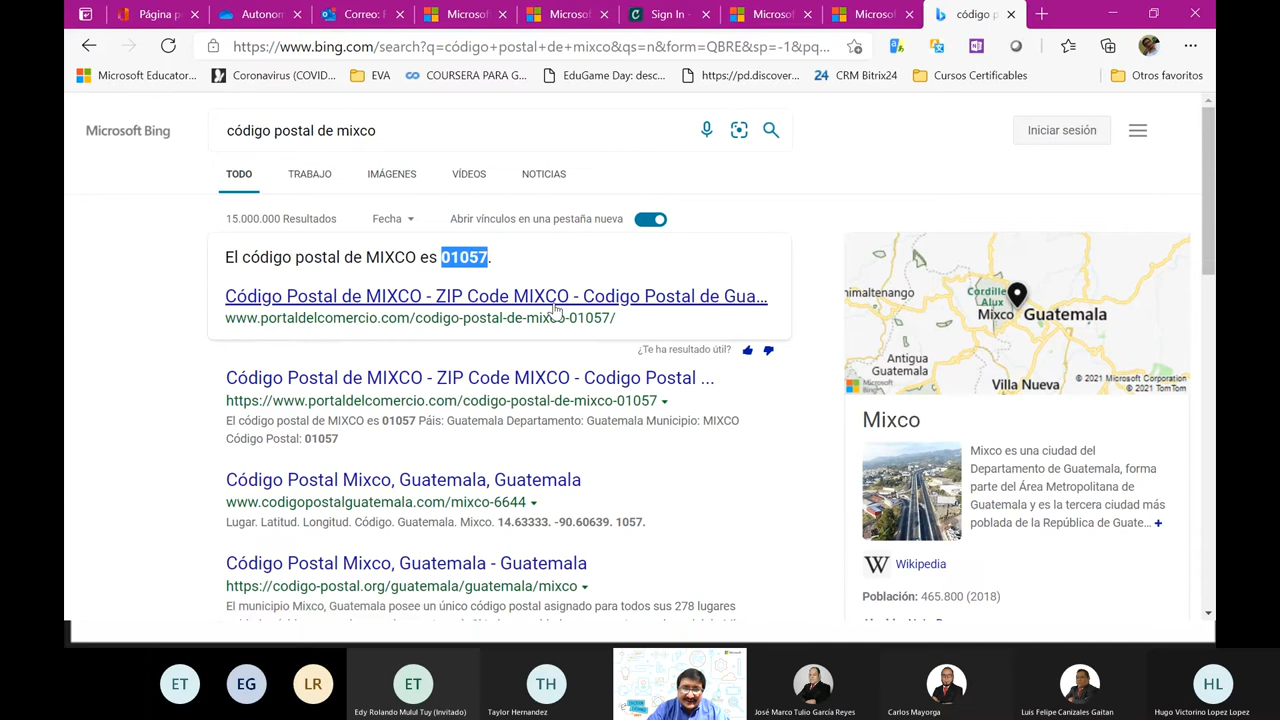 Página p
Autonom
Correo: F
Microsof
Microsof
Sign In -
Microsof
Microsof
código p
https://www.bing.com/search?q=código+postal+de+mixco&qs=n&form=QBRE&sp=-1&pq...
Microsoft Educator...
Coronavirus (COVID...
EVA
COURSERA PARA G...
EduGame Day: desc...
https://pd.discover...
24 CRM Bitrix24
Cursos Certificables
Otros favoritos
Microsoft Bing
código postal de mixco
Iniciar sesión
TODO
TRABAJO
IMÁGENES
VÍDEOS
NOTICIAS
15.000.000 Resultados
Fecha
Abrir vínculos en una pestaña nueva
El código postal de MIXCO es 01057.
Código Postal de MIXCO - ZIP Code MIXCO - Codigo Postal de Gua...
www.portaldelcomercio.com/codigo-postal-de-mixco-01057/
¿Te ha resultado útil?
Código Postal de MIXCO - ZIP Code MIXCO - Codigo Postal ...
https://www.portaldelcomercio.com/codigo-postal-de-mixco-01057
El código postal de MIXCO es 01057 Páis: Guatemala Departamento: Guatemala Municipio: MIXCO
Código Postal: 01057
Código Postal Mixco, Guatemala, Guatemala
www.codigopostalguatemala.com/mixco-6644
Lugar. Latitud. Longitud. Código. Guatemala. Mixco. 14.63333. -90.60639. 1057.
Código Postal Mixco, Guatemala - Guatemala
https://codigo-postal.org/guatemala/guatemala/mixco
El municipio Mixco, Guatemala posee un único código postal asignado para todos sus 278 lugares
imaltenango
Cordille
Alux
Mixco
Guatemala
Antigua
Guatemala
Villa Nueva
Microsoft
Bing
© 2021 Microsoft Corporation
© 2021 TomTom
Mixco
Mixco es una ciudad del
Departamento de Guatemala, forma
parte del Área Metropolitana de
Guatemala y es la tercera ciudad más
poblada de la República de Guate... +
W Wikipedia
Población: 465.800 (2018)
ET
EG
LR
ET
TH
HL
Edy Rolando Mulul Tuy (Invitado)
Taylor Hernandez
José Marco Tulio García Reyes
Carlos Mayorga
Luis Felipe Canizales Gaitan
Hugo Victorino Lopez Lopez